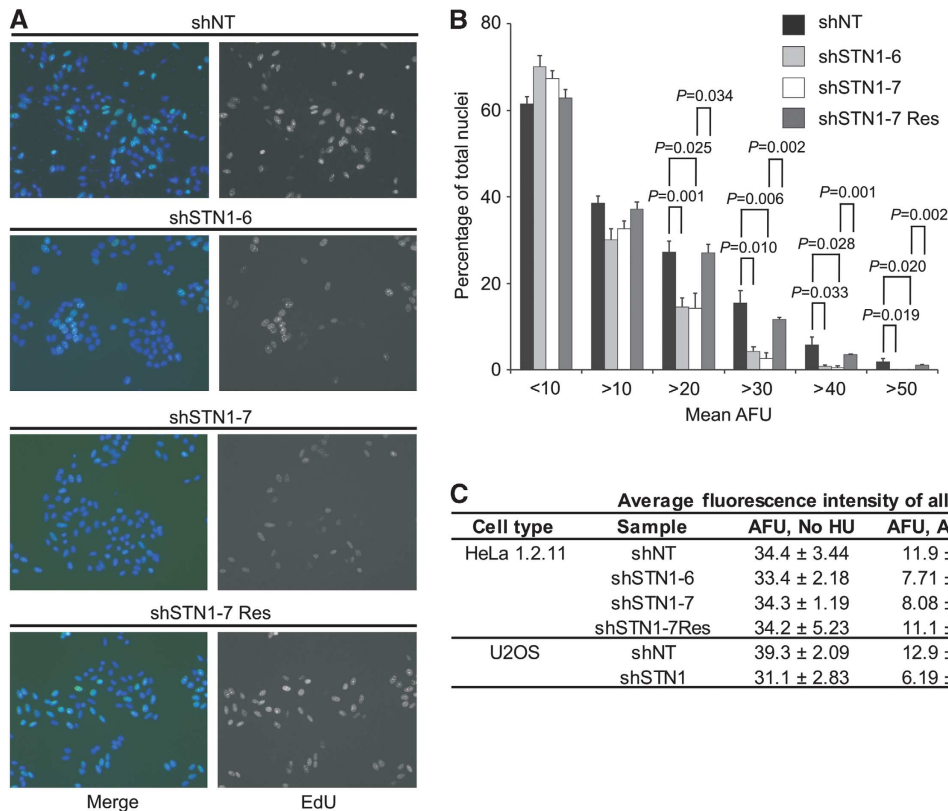 A
shNT
shSTN1-6
shSTN1-7
shSTN1-7 Res
Merge EdU
B
Percentage of total nuclei
80
60
40
20
0
shNT
shSTN1-6
shSTN1-7
shSTN1-7 Res
P=0.034
P=0.025
P=0.001
P=0.002
P=0.006
P=0.010
P=0.001
P=0.028
P=0.033
P=0.002
P=0.020
P=0.019
<10 >10 >20 >30 >40 >50
Mean AFU
C
Average fluorescence intensity of all
Cell type Sample AFU, No HU AFU, A
HeLa 1.2.11 shNT 34.4 ± 3.44 11.9 ±
shSTN1-6 33.4 ± 2.18 7.71 ±
shSTN1-7 34.3 ± 1.19 8.08 ±
shSTN1-7Res 34.2 ± 5.23 11.1 ±
U2OS shNT 39.3 ± 2.09 12.9 ±
shSTN1 31.1 ± 2.83 6.19 ±